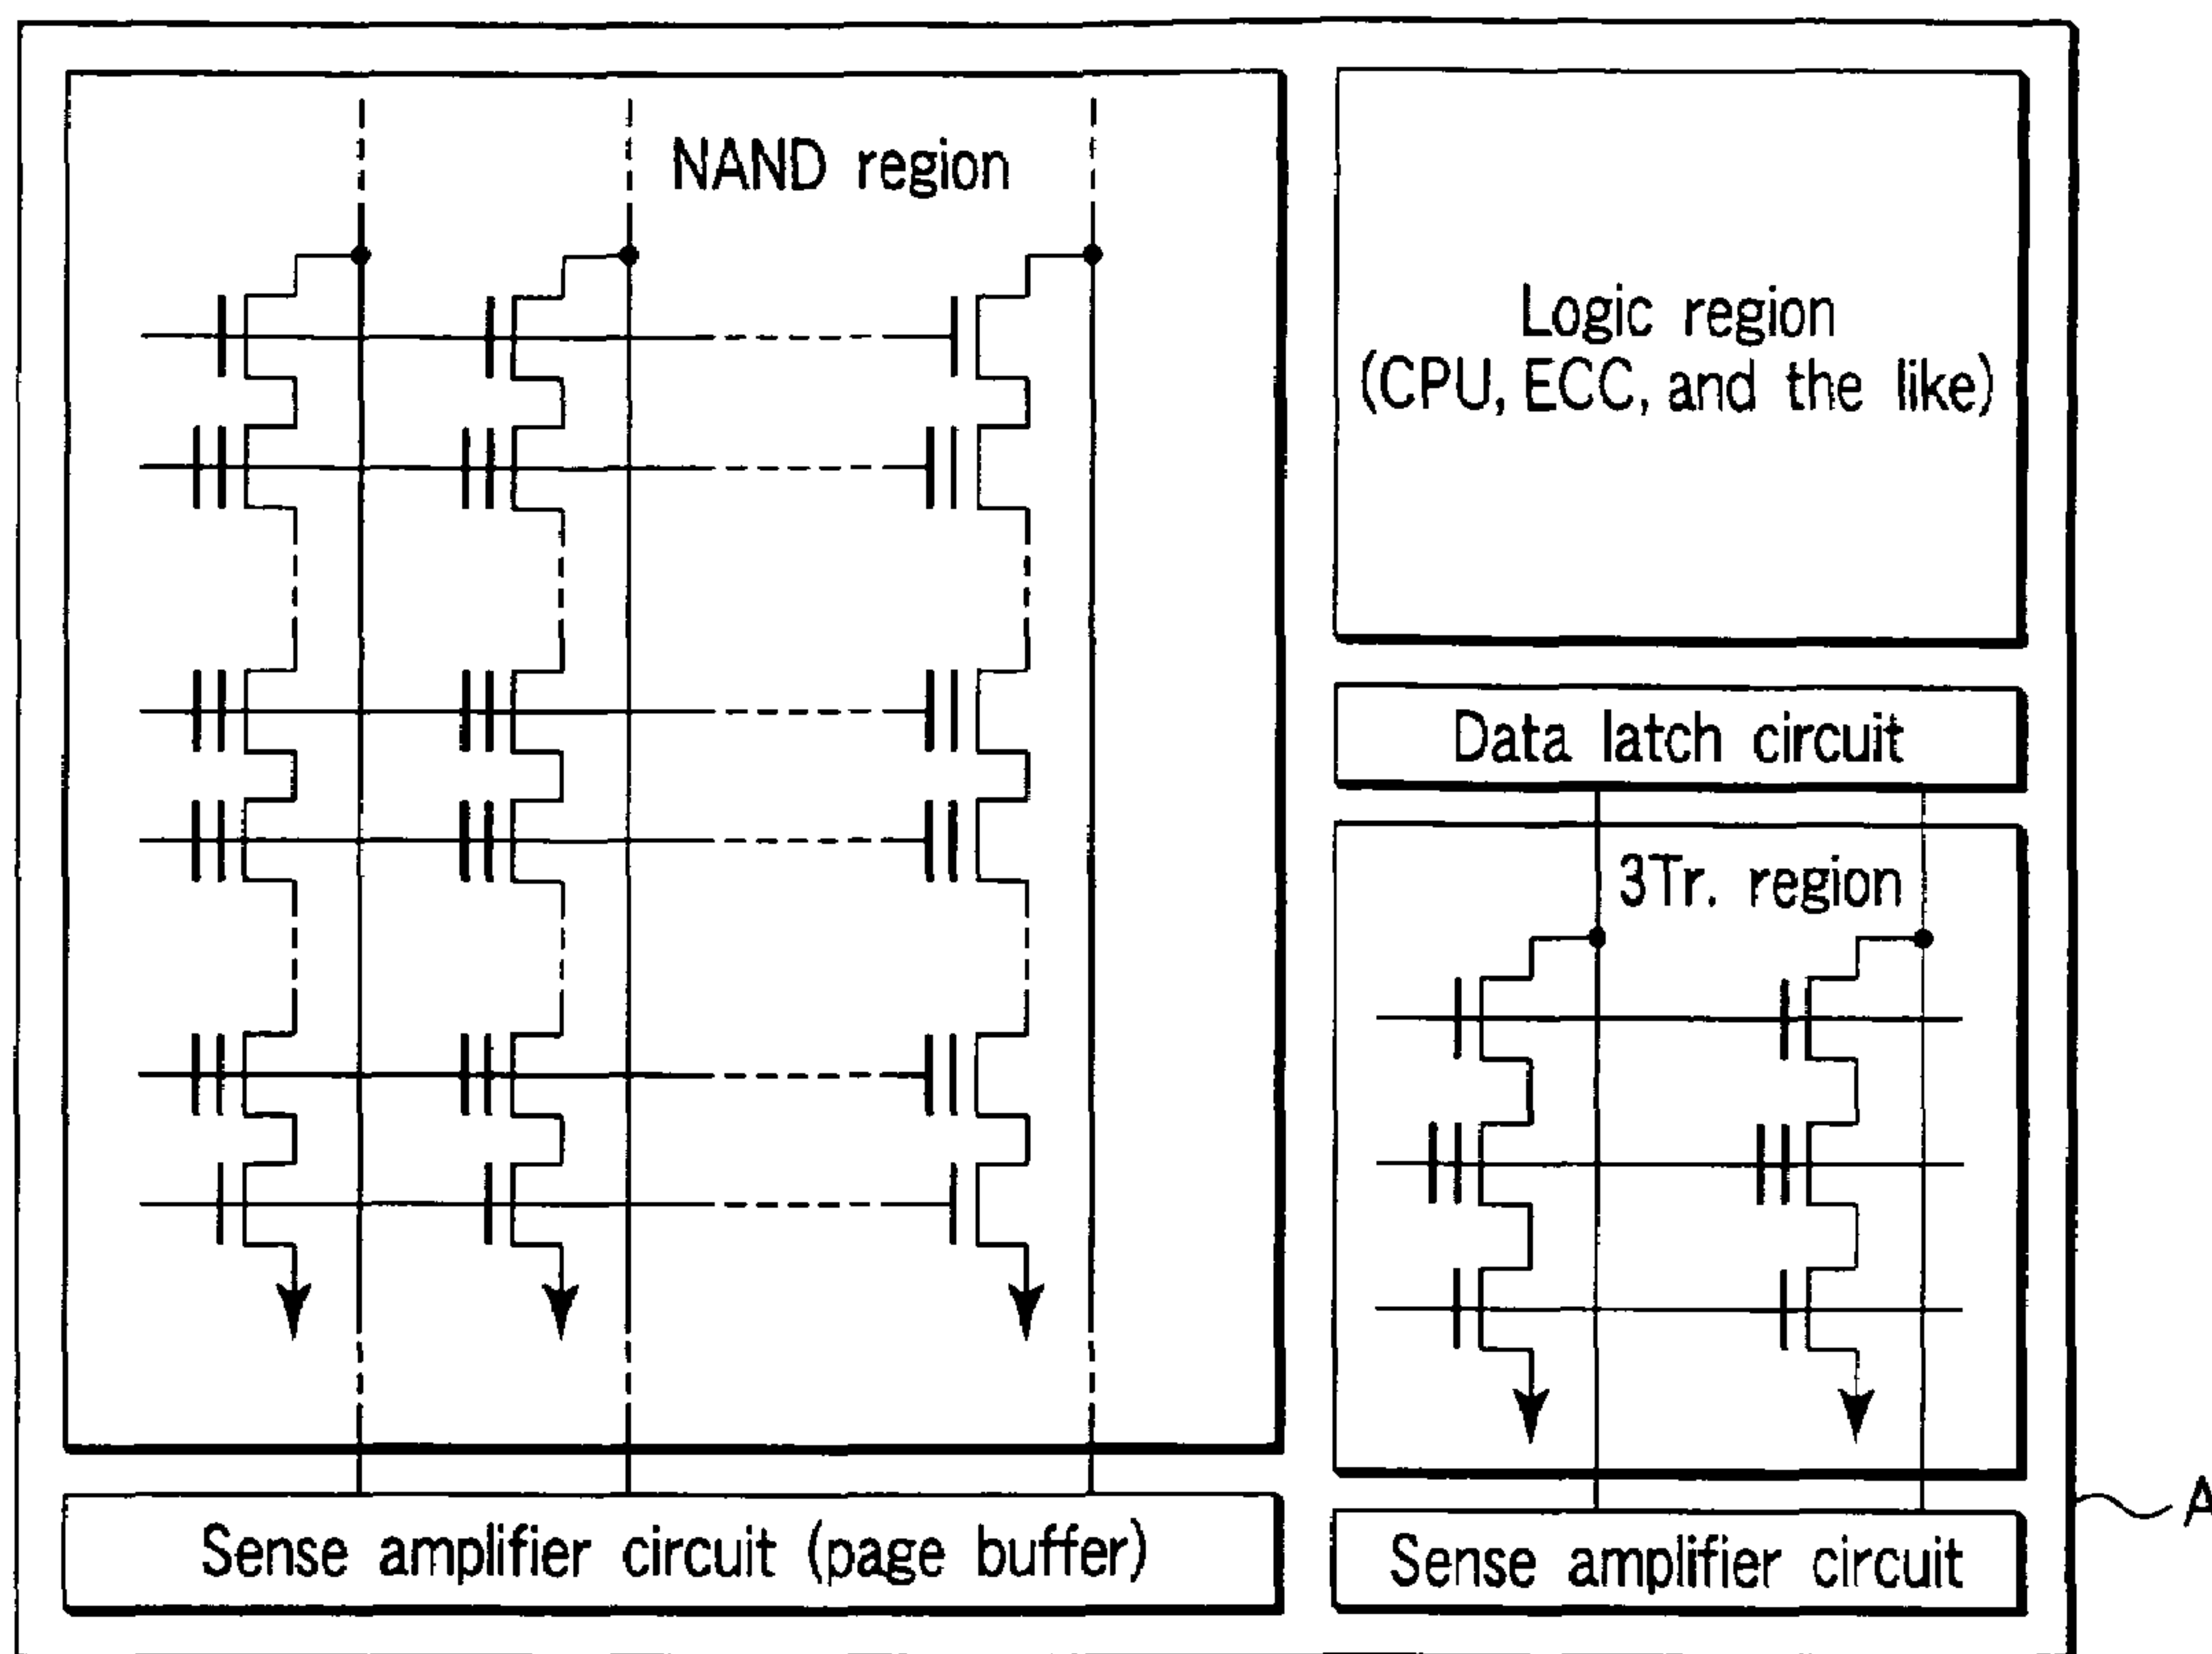 NAND region
Logic region
(CPU, ECC, and the like)
Data latch circuit
3Tr. region
Sense amplifier circuit (page buffer)
Sense amplifier circuit
A